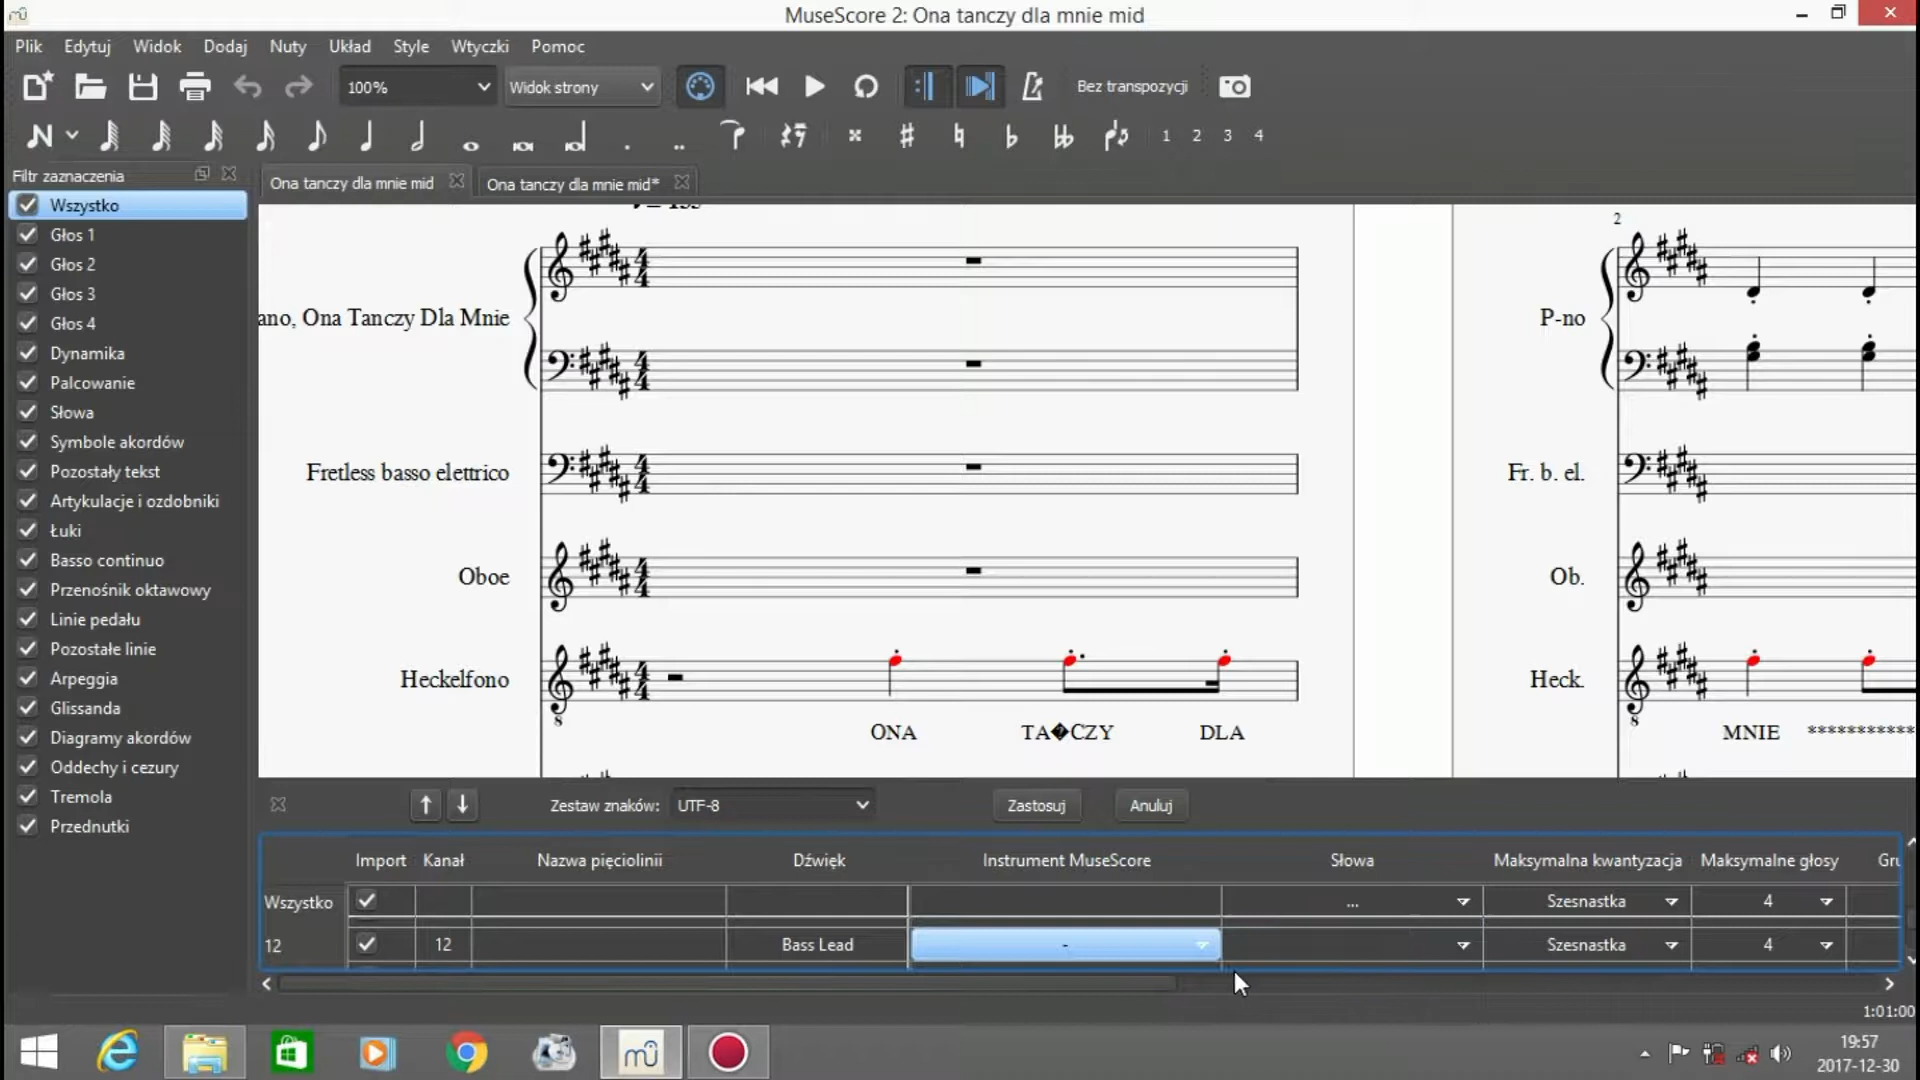 MuseScore 2: Ona tanczy dla mnie mid
Plik Edytuj Widok Dodaj Nuty Układ Style Wtyczki Pomoc
100% Widok strony Bez transpozycji
1 2 3 4
Filtr zaznaczenia
Ona tanczy dla mnie mid Ona tanczy dla mnie mid*
Wszystko
Głos 1
Głos 2
Głos 3
Głos 4
Dynamika
Palcowanie
Słowa
Symbole akordów
Pozostały tekst
Artykulacje i ozdobniki
Łuki
Basso continuo
Przenośnik oktawowy
Linie pedału
Pozostałe linie
Arpeggia
Glissanda
Diagramy akordów
Oddechy i cezury
Tremola
Przednutki
2
ano, Ona Tanczy Dla Mnie P-no
Fretless basso elettrico Fr. b. el.
Oboe Ob.
Heckelfono Heck.
ONA TA�CZY DLA MNIE ***********
Zestaw znaków: UTF-8 Zastosuj Anuluj
Import Kanał Nazwa pięciolinii Dźwięk Instrument MuseScore Słowa Maksymalna kwantyzacja Maksymalne głosy Gru
Wszystko ... Szesnastka 4
12 12 Bass Lead - Szesnastka 4
1:01:00
19:57
2017-12-30